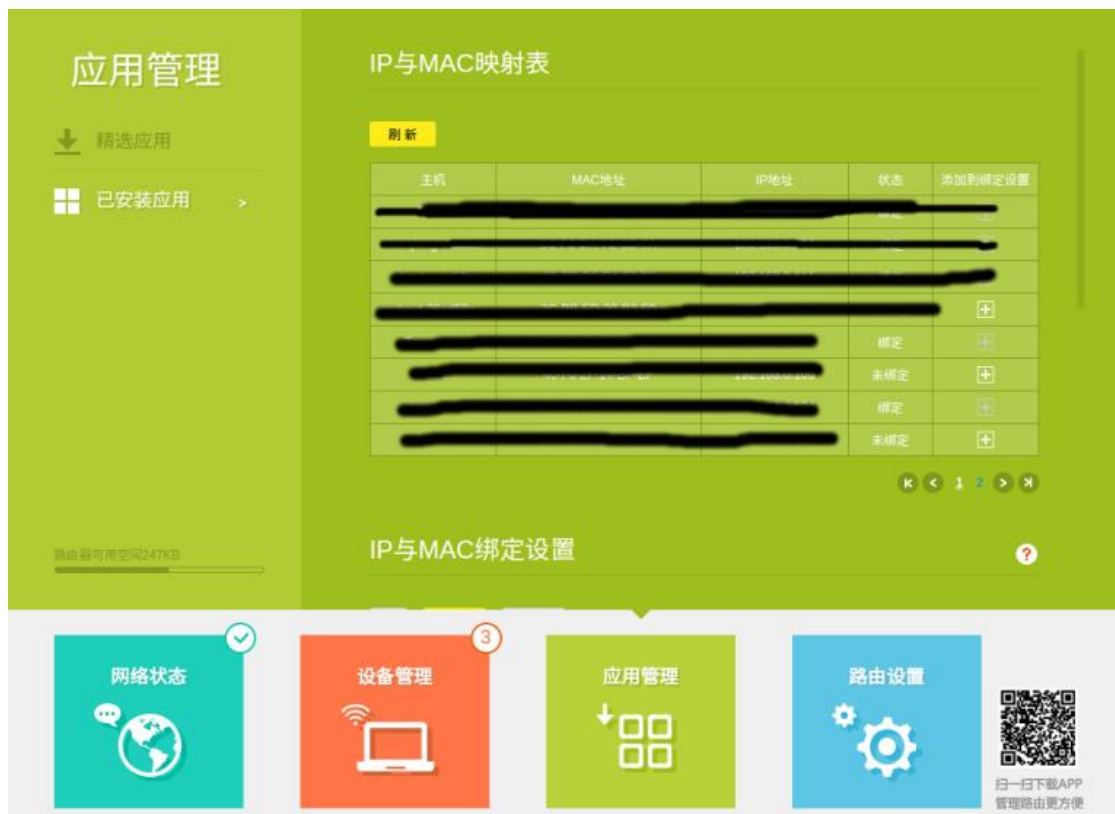 应用管理
精选应用
已安装应用 >
路由器可用空间247KB
IP与MAC映射表
刷 新
主机 MAC地址 IP地址 状态 添加到绑定设置
绑定
未绑定
绑定
未绑定
1 2
IP与MAC绑定设置
?
网络状态
3
设备管理
应用管理
路由设置
扫一扫下载APP
管理路由更方便